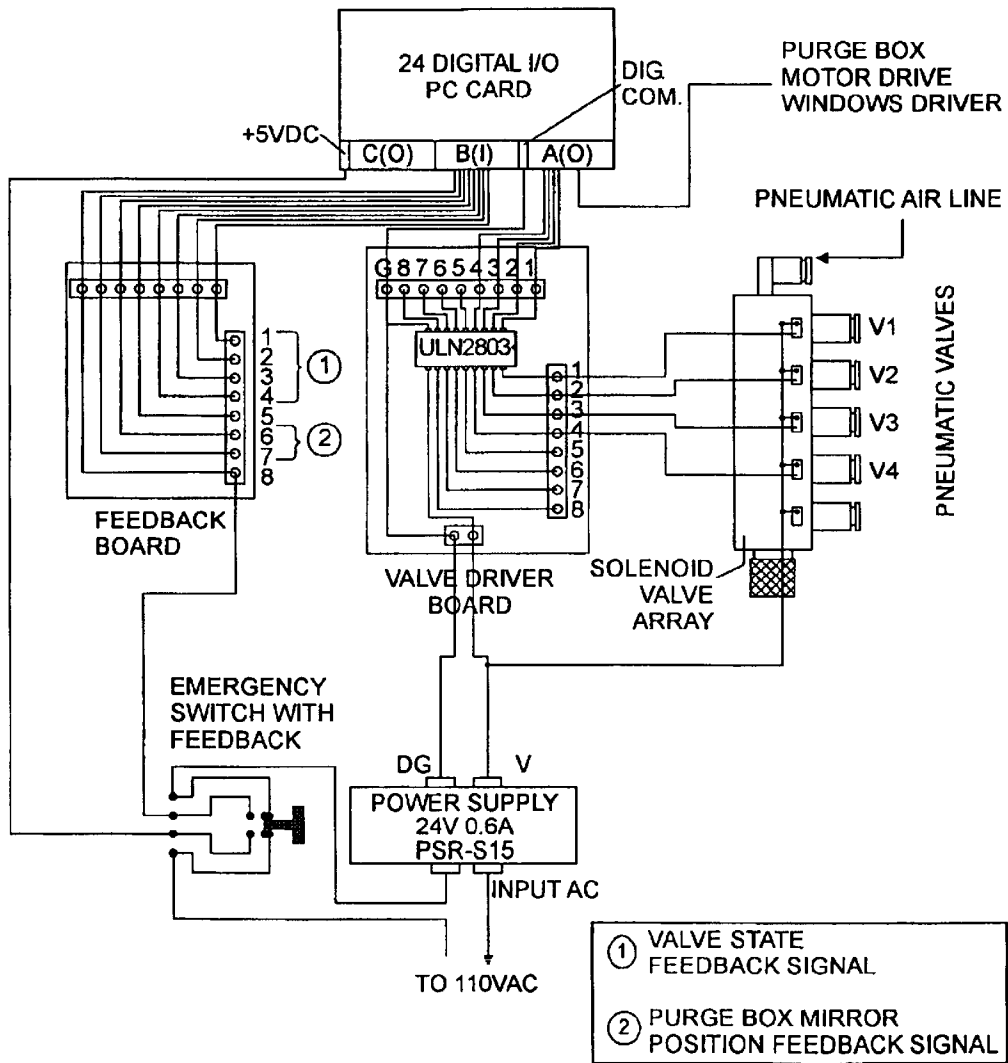 24 DIGITAL I/O
PC CARD
DIG.
COM.
PURGE BOX
MOTOR DRIVE
WINDOWS DRIVER
+5VDC
C(O)
B(I)
A(O)
PNEUMATIC AIR LINE
G 8 7 6 5 4 3 2 1
ULN2803
1
2
3
4
5
6
7
8
1
2
FEEDBACK
BOARD
1
2
3
4
5
6
7
8
VALVE DRIVER
BOARD
V1
V2
V3
V4
PNEUMATIC VALVES
SOLENOID
VALVE
ARRAY
EMERGENCY
SWITCH WITH
FEEDBACK
DG
V
POWER SUPPLY
24V 0.6A
PSR-S15
INPUT AC
TO 110VAC
1 VALVE STATE
FEEDBACK SIGNAL
2 PURGE BOX MIRROR
POSITION FEEDBACK SIGNAL